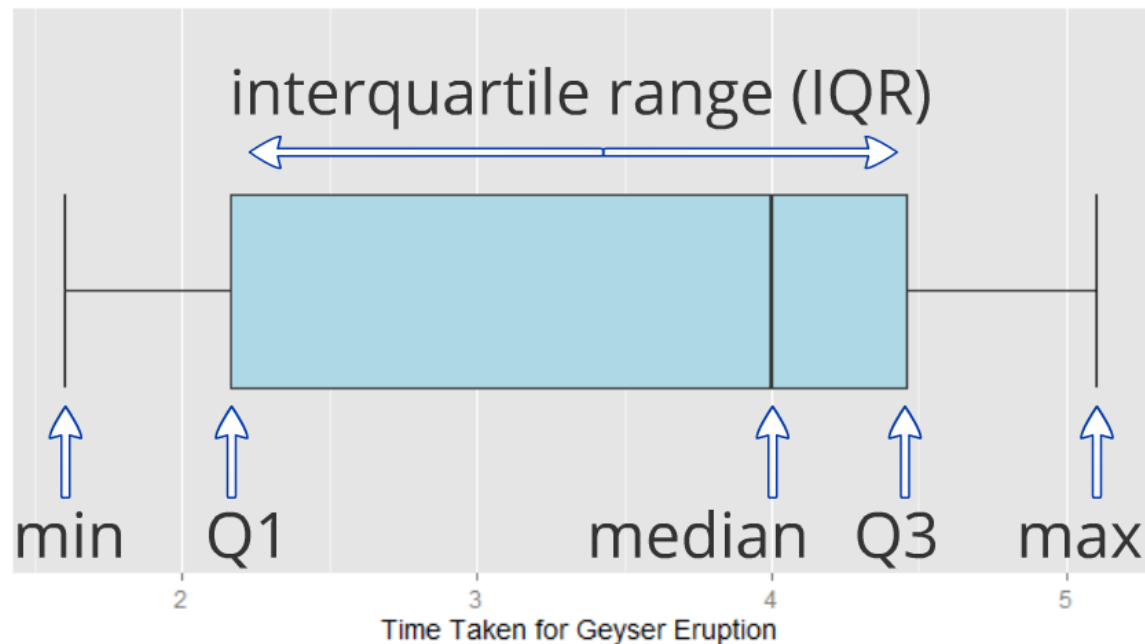 interquartile range (IQR)
min Q1 median Q3 max
2 3 4 5
Time Taken for Geyser Eruption